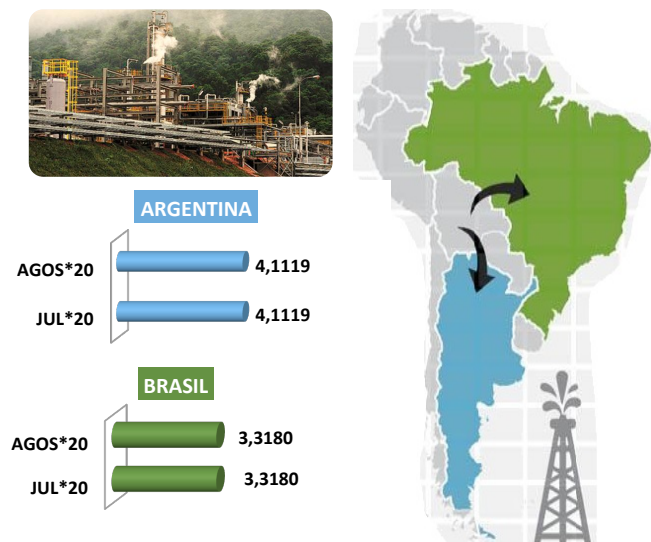 ARGENTINA
AGOS*20 4,1119
JUL*20 4,1119
BRASIL
AGOS*20 3,3180
JUL*20 3,3180